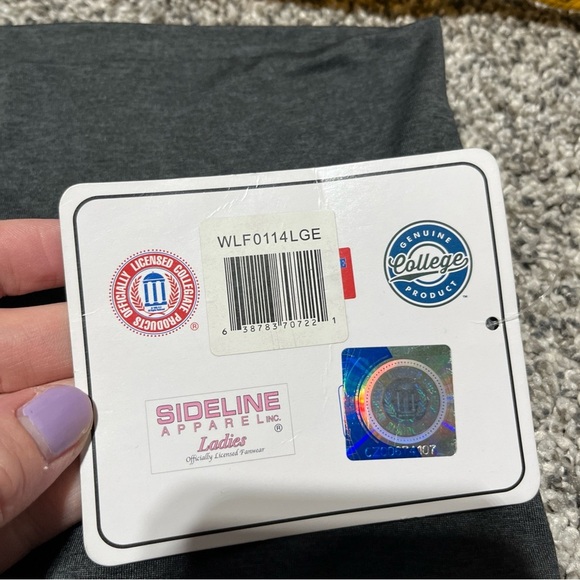 OFFICIALLY LICENSED COLLEGIATE PRODUCTS
®
WLF0114LGE
6 38783 70722 1
GENUINE
College
PRODUCT
™
SIDELINE
APPAREL INC.
®
Ladies
Officially Licensed Fanwear